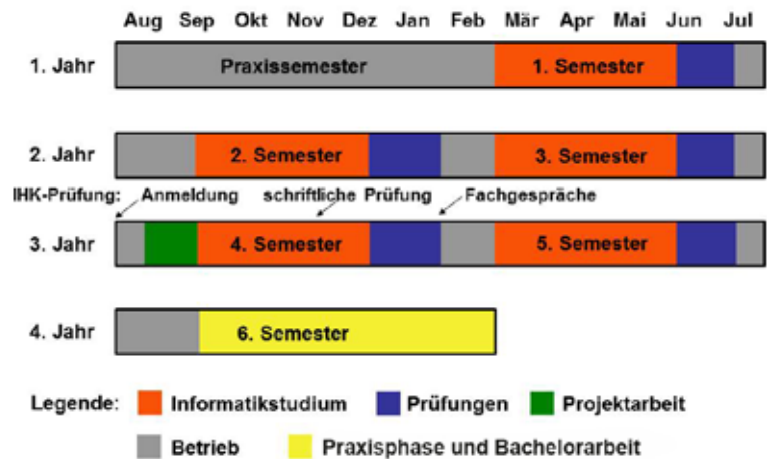 Aug Sep Okt Nov Dez Jan Feb Mär Apr Mai Jun Jul
1. Jahr Praxissemester 1. Semester
2. Jahr 2. Semester 3. Semester
IHK-Prüfung: Anmeldung schriftliche Prüfung Fachgespräche
3. Jahr 4. Semester 5. Semester
4. Jahr 6. Semester
Legende: Informatikstudium Prüfungen Projektarbeit
Betrieb Praxisphase und Bachelorarbeit